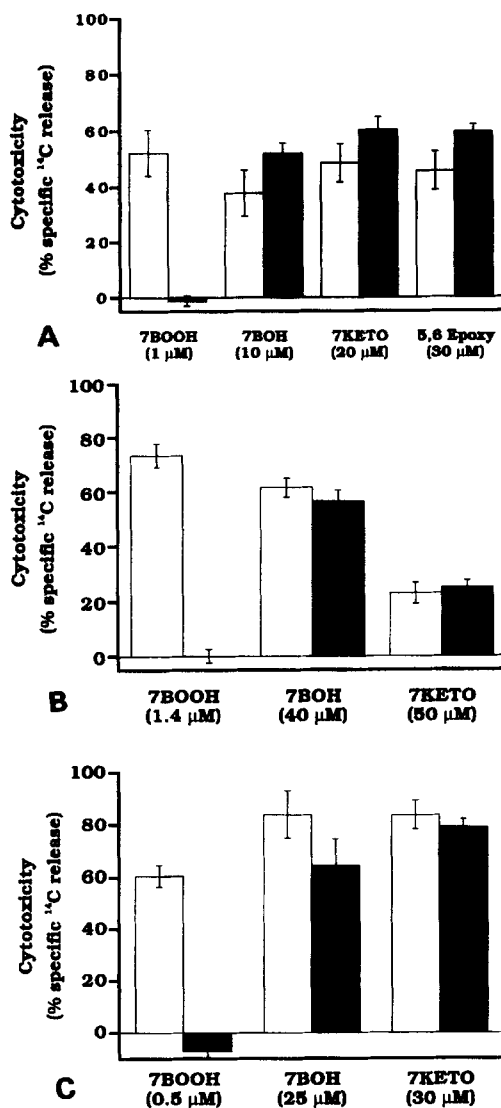 100
80
60
40
20
0
Cytotoxicity
(% specific ¹⁴C release)
A
7BOOH
(1 µM)
7BOH
(10 µM)
7KETO
(20 µM)
5,6 Epoxy
(30 µM)
100
80
60
40
20
0
Cytotoxicity
(% specific ¹⁴C release)
B
7BOOH
(1.4 µM)
7BOH
(40 µM)
7KETO
(50 µM)
100
80
60
40
20
0
Cytotoxicity
(% specific ¹⁴C release)
C
7BOOH
(0.5 µM)
7BOH
(25 µM)
7KETO
(30 µM)